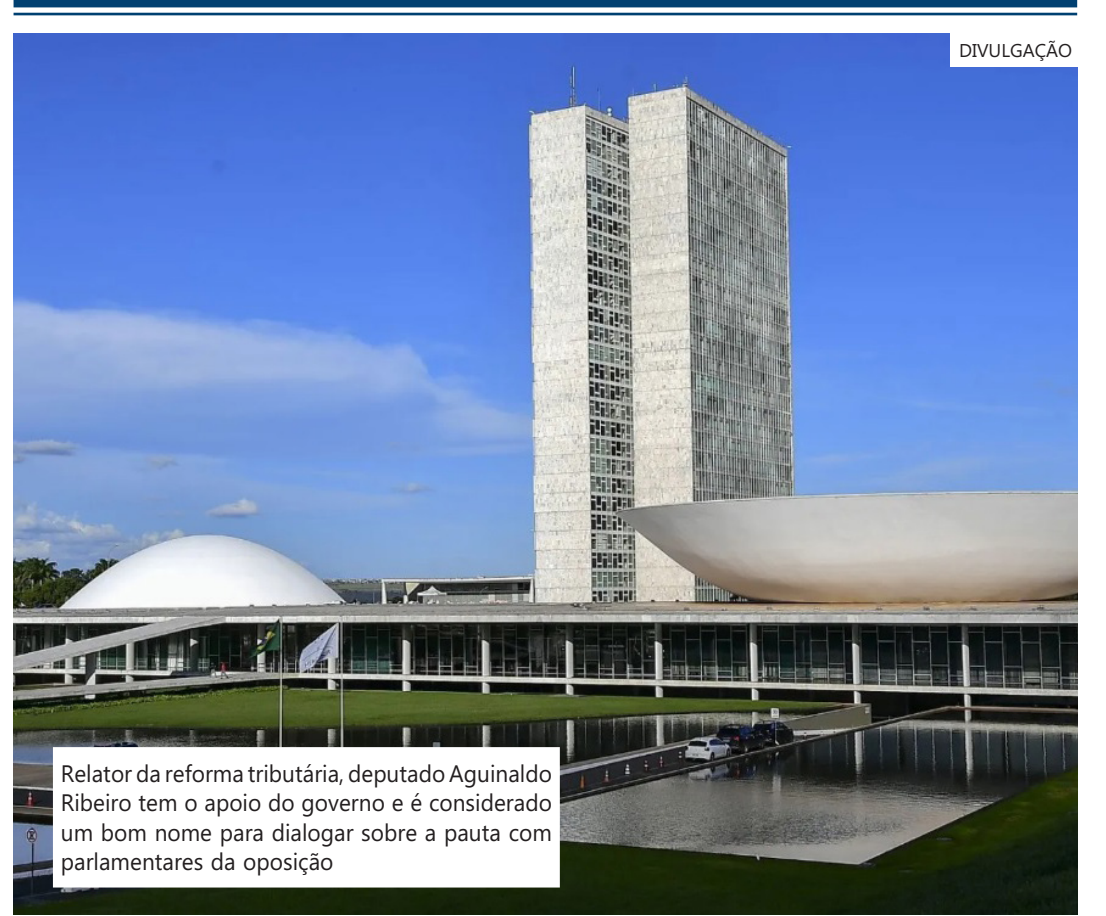 DIVULGAÇÃO
Relator da reforma tributária, deputado Aguinaldo
Ribeiro tem o apoio do governo e é considerado
um bom nome para dialogar sobre a pauta com
parlamentares da oposição